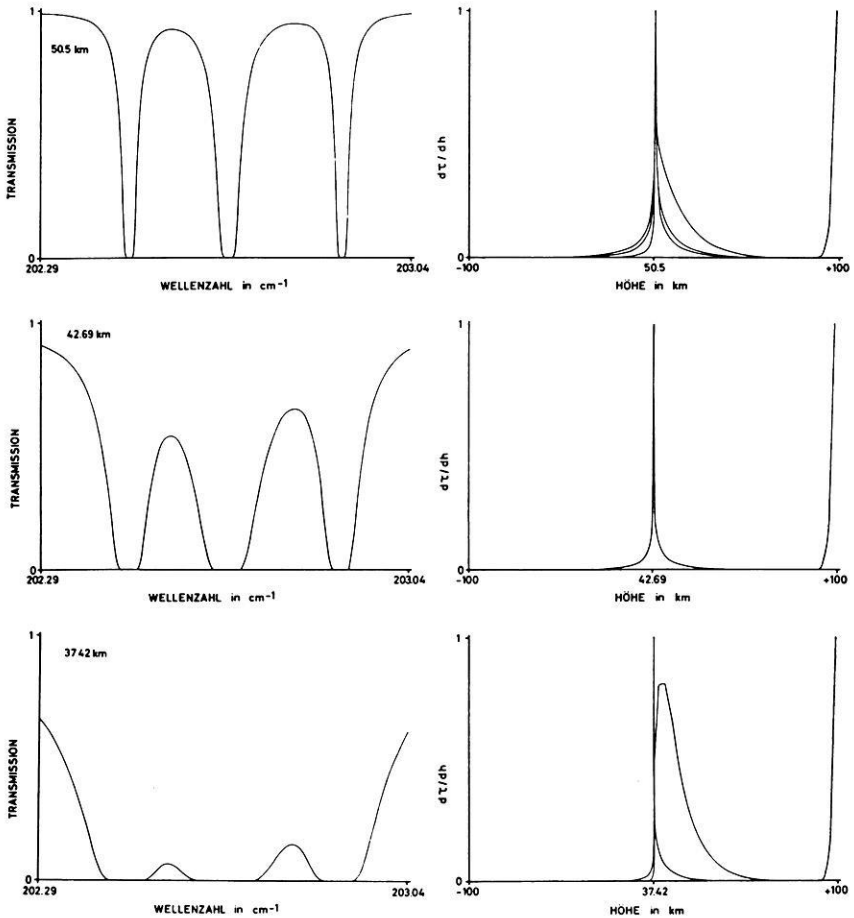 1
50.5 km
TRANSMISSION
0
202.29
203.04
WELLENZAHL in cm⁻¹
1
dτ/dh
0
-100
50.5
+100
HÖHE in km
1
42.69 km
TRANSMISSION
0
202.29
203.04
WELLENZAHL in cm⁻¹
1
dτ/dh
0
-100
42.69
+100
HÖHE in km
1
37.42 km
TRANSMISSION
0
202.29
203.04
WELLENZAHL in cm⁻¹
1
dτ/dh
0
-100
37.42
+100
HÖHE in km